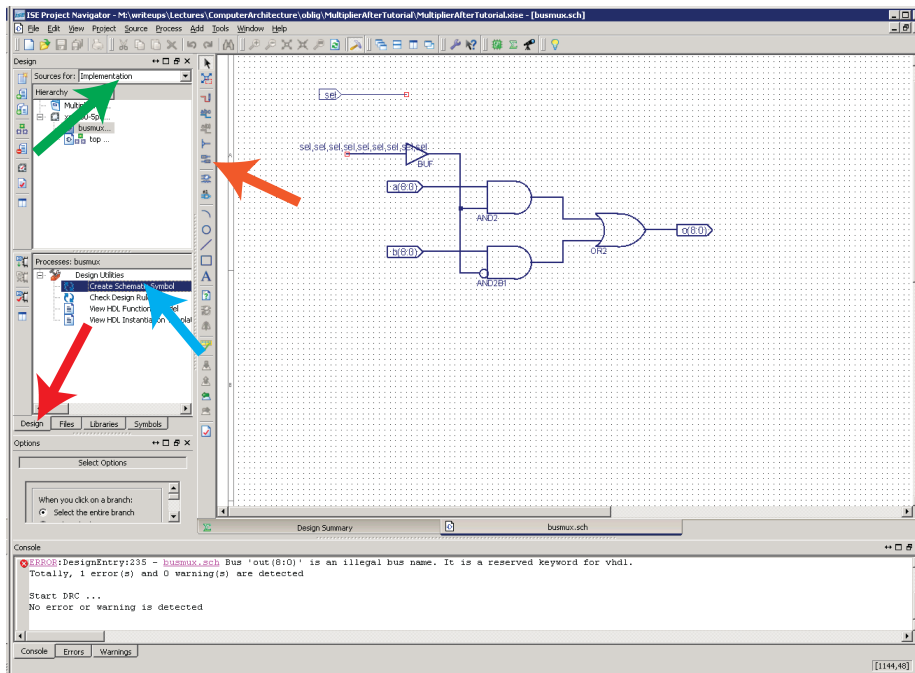 ISE Project Navigator - M:\writeups\Lectures\ComputerArchitecture\oblig\MultiplierAfterTutorial\MultiplierAfterTutorial.xise - [busmux.sch]
File Edit View Project Source Process Add Tools Window Help
Design
Sources for: Implementation
Hierarchy
busmux...
top ...
Processes: busmux
Design Utilities
Create Schematic Symbol
Check Design
View HDL
View HDL
Design Files Libraries Symbols
Options
Select Options
When you click on a branch:
Select the entire branch
sel
sel,sel,sel,sel,sel,sel,sel,sel,sel
BUF
a(8:0)
AND2
b(8:0)
AND2B1
OR2
o(8:0)
A
B
Design Summary
busmux.sch
Console
ERROR:DesignEntry:235 - busmux.sch Bus 'out(8:0)' is an illegal bus name. It is a reserved keyword for vhdl.
Totally, 1 error(s) and 0 warning(s) are detected
Start DRC ...
No error or warning is detected
Console Errors Warnings
[1144,48]